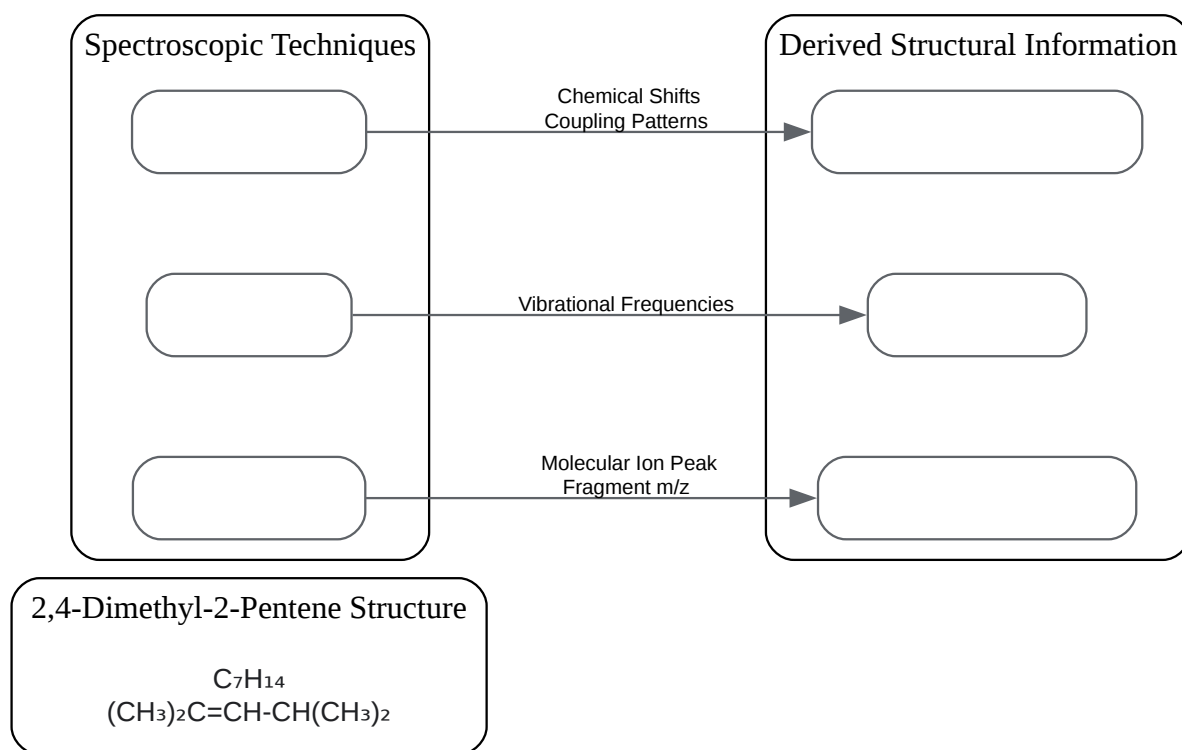 Spectroscopic Techniques
Derived Structural Information
Chemical Shifts
Coupling Patterns
Vibrational Frequencies
Molecular Ion Peak
Fragment m/z
2,4-Dimethyl-2-Pentene Structure
C₇H₁₄
(CH₃)₂C=CH-CH(CH₃)₂